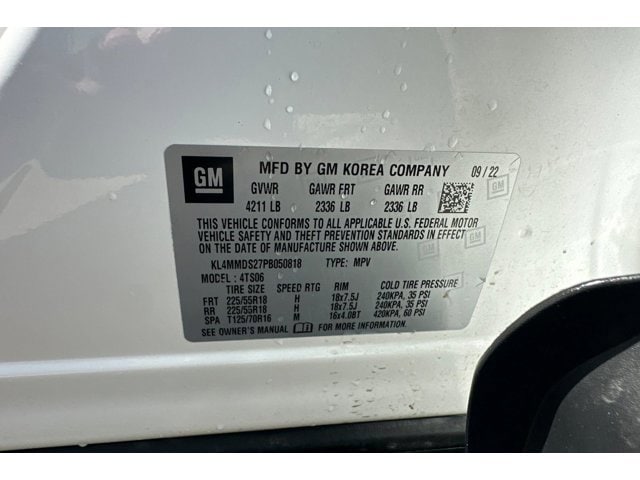 GM
MFD BY GM KOREA COMPANY 09/22
GVWR GAWR FRT GAWR RR
4211 LB 2336 LB 2336 LB
THIS VEHICLE CONFORMS TO ALL APPLICABLE U.S. FEDERAL MOTOR
VEHICLE SAFETY AND THEFT PREVENTION STANDARDS IN EFFECT
ON THE DATE OF MANUFACTURE SHOWN ABOVE.
KL4MMDS27PB050818 TYPE: MPV
MODEL: 4TS06
TIRE SIZE SPEED RTG RIM COLD TIRE PRESSURE
FRT 225/55R18 H 18x7.5J 240KPA, 35 PSI
RR 225/55R18 H 18x7.5J 240KPA, 35 PSI
SPA T125/70R16 M 16x4.0BT 420KPA, 60 PSI
SEE OWNER'S MANUAL FOR MORE INFORMATION.